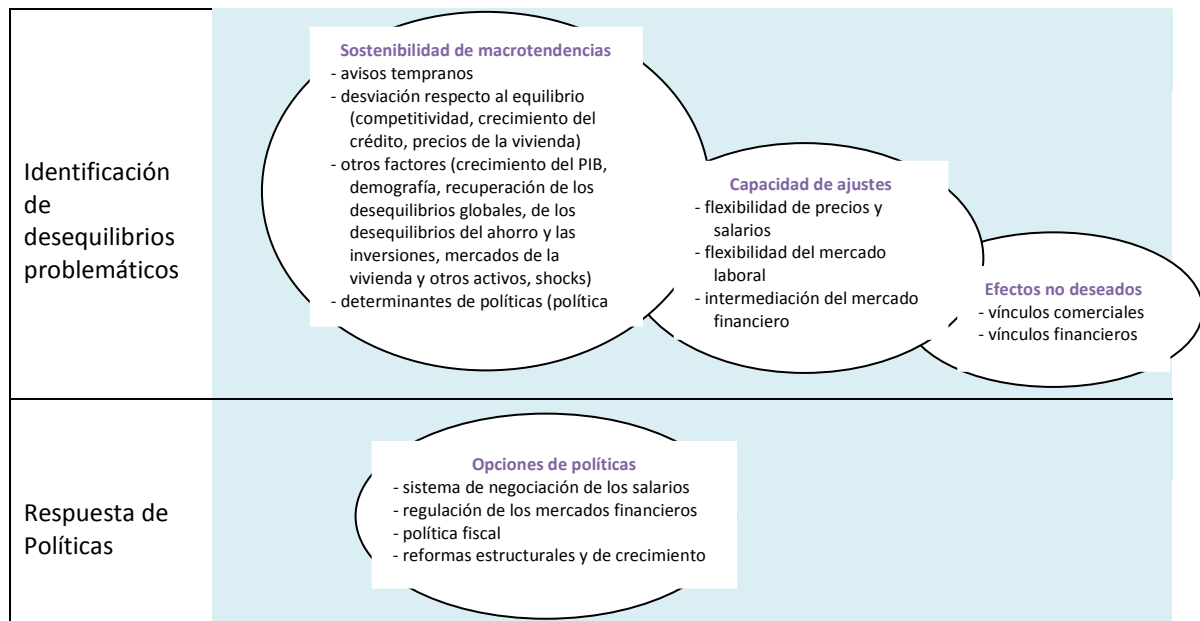 Identificación
de
desequilibrios
problemáticos
Sostenibilidad de macrotendencias
- avisos tempranos
- desviación respecto al equilibrio
(competitividad, crecimiento del
crédito, precios de la vivienda)
- otros factores (crecimiento del PIB,
demografía, recuperación de los
desequilibrios globales, de los
desequilibrios del ahorro y las
inversiones, mercados de la
vivienda y otros activos, shocks)
- determinantes de políticas (política
Capacidad de ajustes
- flexibilidad de precios y
salarios
- flexibilidad del mercado
laboral
- intermediación del mercado
financiero
Efectos no deseados
- vínculos comerciales
- vínculos financieros
Respuesta de
Políticas
Opciones de políticas
- sistema de negociación de los salarios
- regulación de los mercados financieros
- política fiscal
- reformas estructurales y de crecimiento